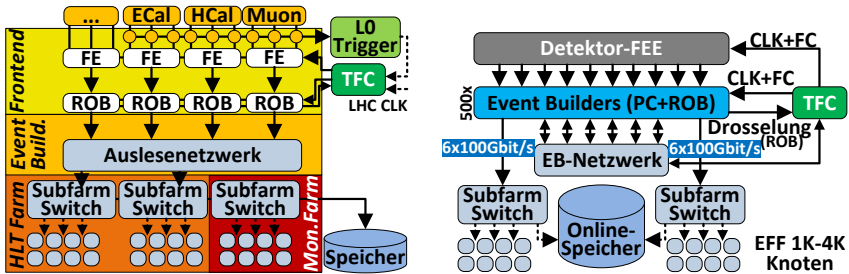 ...
ECal
HCal
Muon
L0
Trigger
FE
FE
FE
FE
TFC
ROB
ROB
ROB
ROB
LHC CLK
Frontend
Event
Build.
Auslesenetzwerk
HLT Farm
Subfarm
Switch
Subfarm
Switch
Subfarm
Switch
Mon.Farm
Speicher
Detektor-FEE
CLK+FC
CLK+FC
500x
Event Builders (PC+ROB)
TFC
Drosselung
(ROB)
6x100Gbit/s
EB-Netzwerk
6x100Gbit/s
Subfarm
Switch
Online-
Speicher
Subfarm
Switch
EFF 1K-4K
Knoten